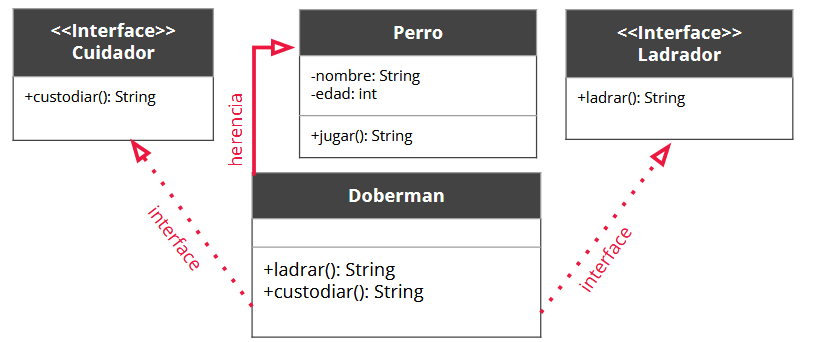 <<Interface>>
Cuidador
+custodiar(): String
Perro
-nombre: String
-edad: int
+jugar(): String
<<Interface>>
Ladrador
+ladrar(): String
herencia
Doberman
+ladrar(): String
+custodiar(): String
interface
interface